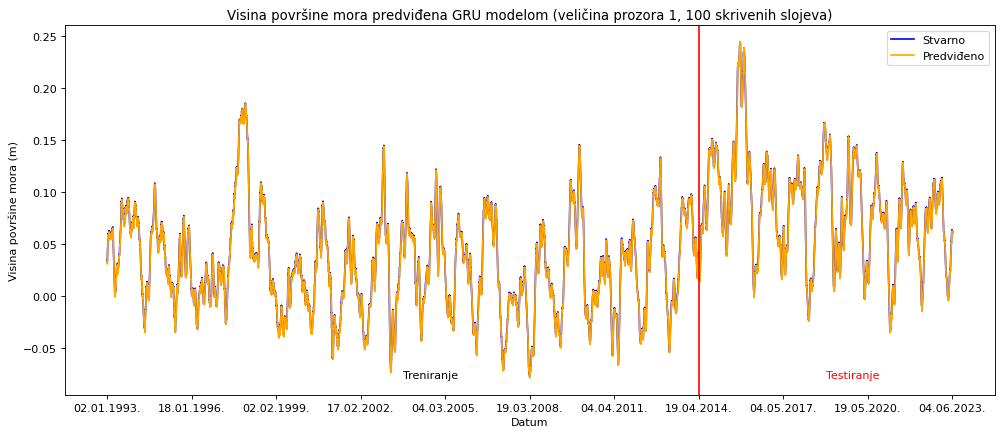 Visina površine mora predviđena GRU modelom (veličina prozora 1, 100 skrivenih slojeva)
Stvarno
Predviđeno
Visina površine mora (m)
0.25
0.20
0.15
0.10
0.05
0.00
−0.05
Treniranje
Testiranje
02.01.1993.
18.01.1996.
02.02.1999.
17.02.2002.
04.03.2005.
19.03.2008.
04.04.2011.
19.04.2014.
04.05.2017.
19.05.2020.
04.06.2023.
Datum